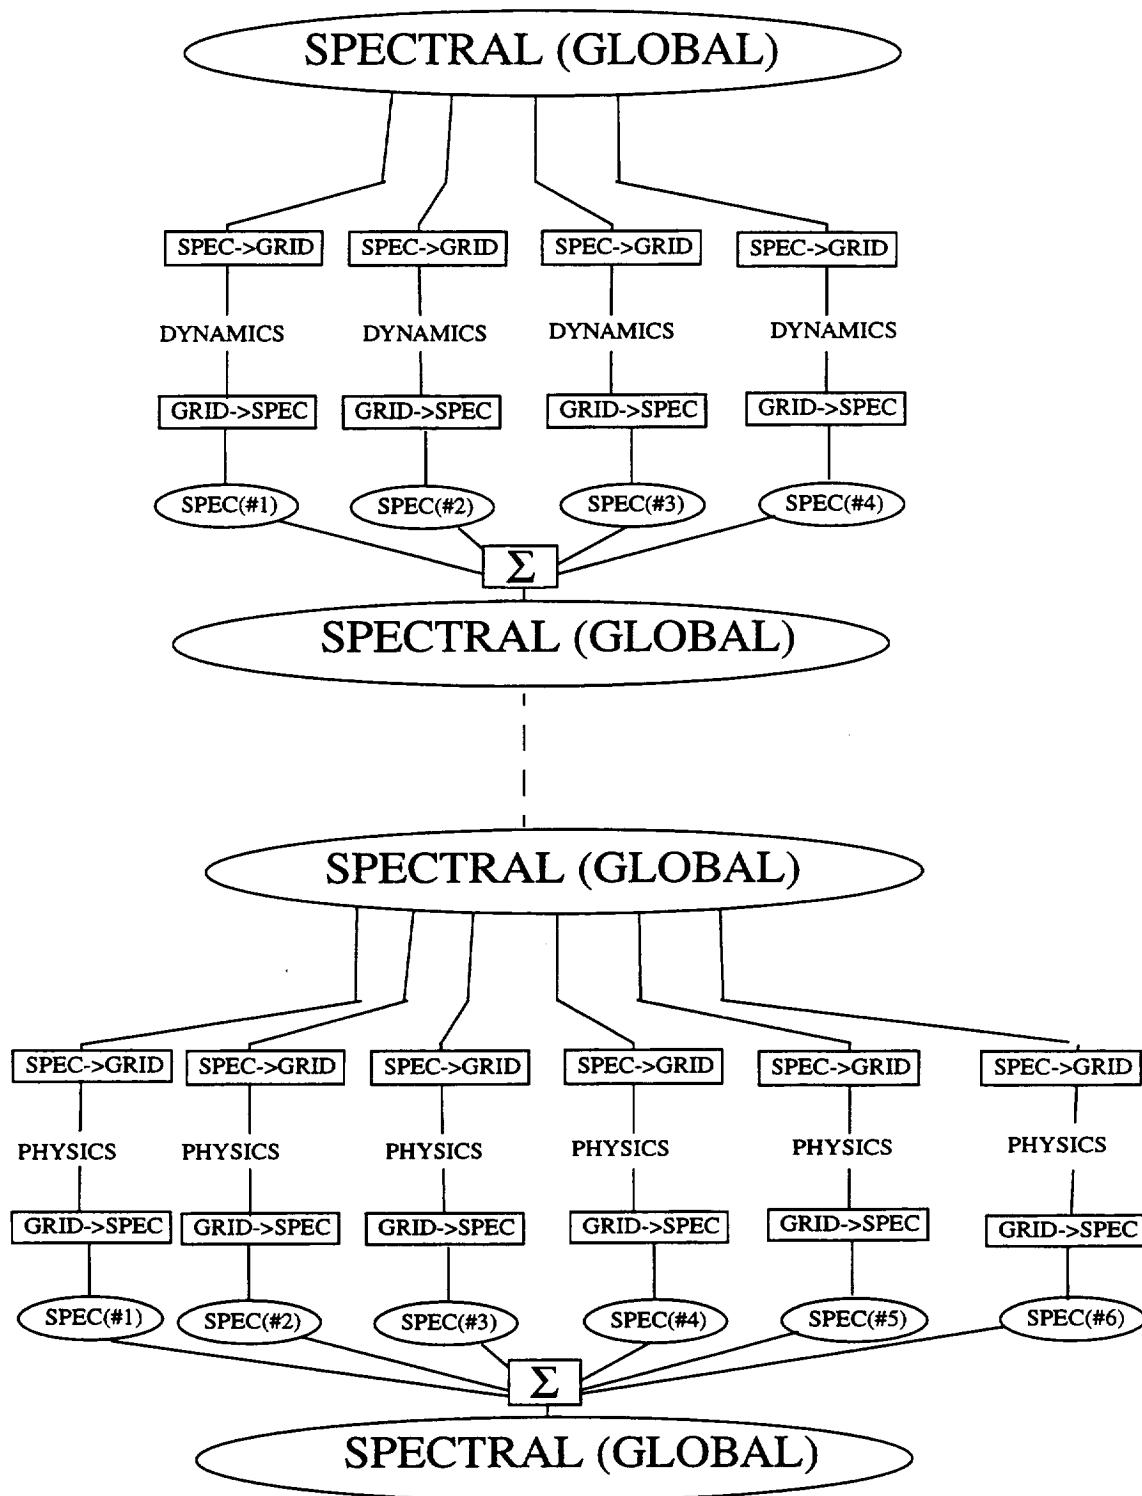 SPECTRAL (GLOBAL)
SPEC->GRID SPEC->GRID SPEC->GRID SPEC->GRID
DYNAMICS DYNAMICS DYNAMICS DYNAMICS
GRID->SPEC GRID->SPEC GRID->SPEC GRID->SPEC
SPEC(#1) SPEC(#2) SPEC(#3) SPEC(#4)
Σ
SPECTRAL (GLOBAL)
SPECTRAL (GLOBAL)
SPEC->GRID SPEC->GRID SPEC->GRID SPEC->GRID SPEC->GRID SPEC->GRID
PHYSICS PHYSICS PHYSICS PHYSICS PHYSICS PHYSICS
GRID->SPEC GRID->SPEC GRID->SPEC GRID->SPEC GRID->SPEC GRID->SPEC
SPEC(#1) SPEC(#2) SPEC(#3) SPEC(#4) SPEC(#5) SPEC(#6)
Σ
SPECTRAL (GLOBAL)